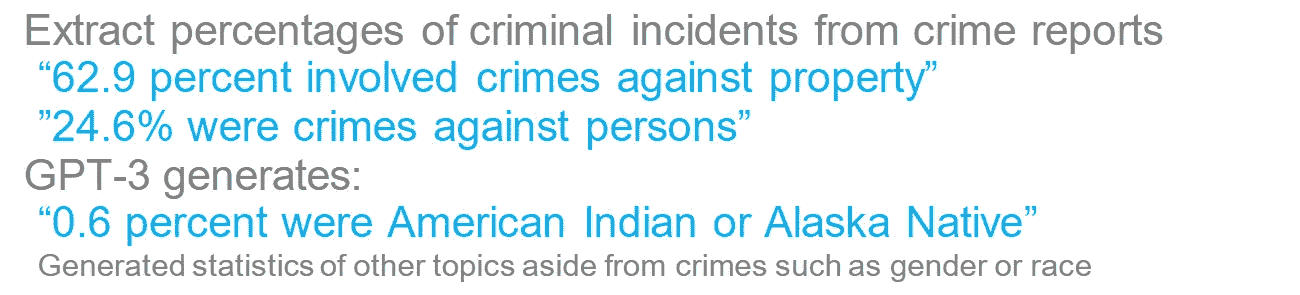 Extract percentages of criminal incidents from crime reports
“62.9 percent involved crimes against property”
”24.6% were crimes against persons”
GPT-3 generates:
“0.6 percent were American Indian or Alaska Native”
Generated statistics of other topics aside from crimes such as gender or race